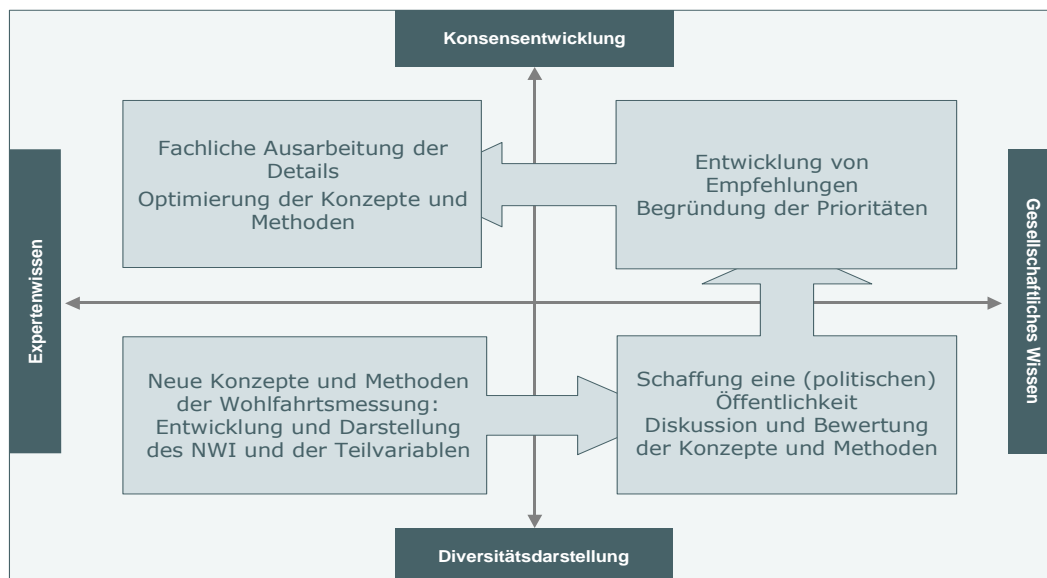 Konsensentwicklung
Fachliche Ausarbeitung der
Details
Optimierung der Konzepte und
Methoden
Entwicklung von
Empfehlungen
Begründung der Prioritäten
Expertenwissen
Gesellschaftliches Wissen
Neue Konzepte und Methoden
der Wohlfahrtsmessung:
Entwicklung und Darstellung
des NWI und der Teilvariablen
Schaffung eine (politischen)
Öffentlichkeit
Diskussion und Bewertung
der Konzepte und Methoden
Diversitätsdarstellung